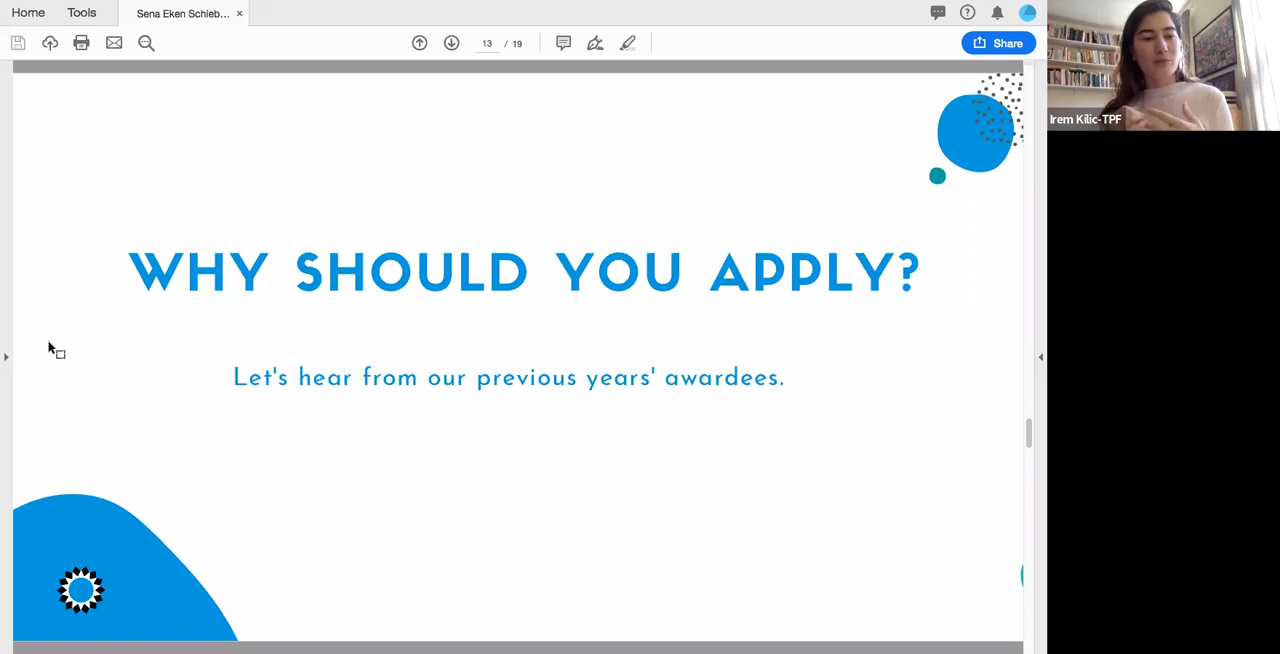 Home
Tools
Sena Eken Schieb...
13 / 19
Share
WHY SHOULD YOU APPLY?
Let's hear from our previous years' awardees.
Irem Kilic-TPF